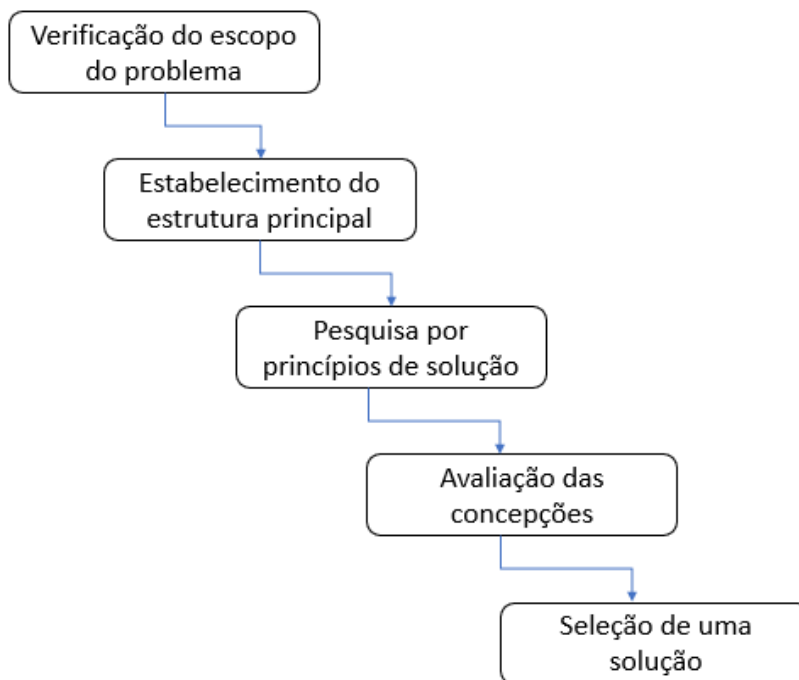 Verificação do escopo
do problema
Estabelecimento do
estrutura principal
Pesquisa por
princípios de solução
Avaliação das
concepções
Seleção de uma
solução